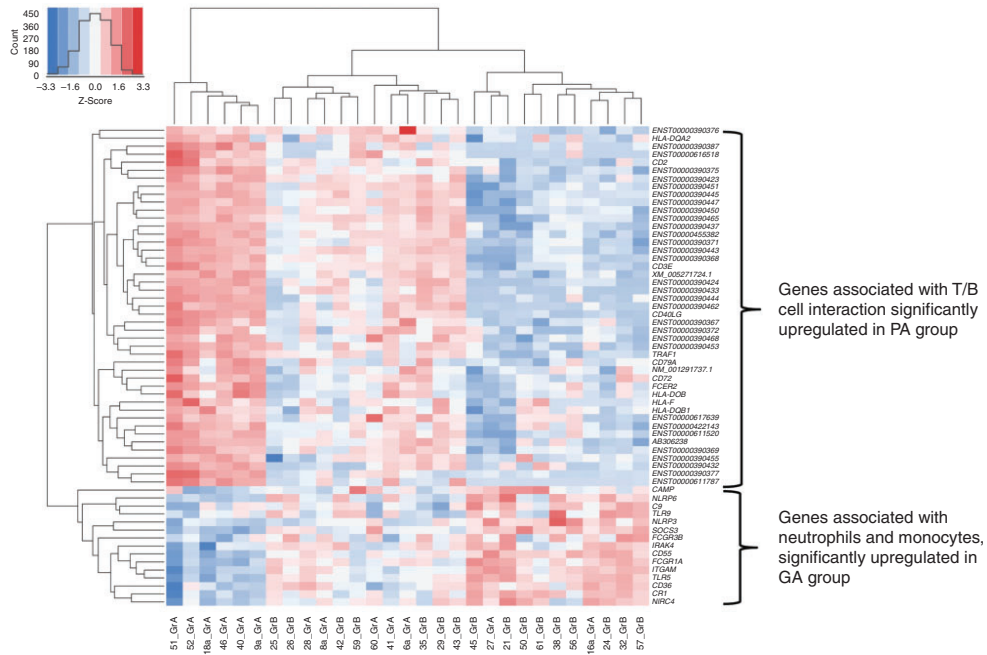 450
360
270
180
90
0
Count
−3.3 −1.6 0.0 1.6 3.3
Z-Score
ENST00000390376
HLA-DQA2
ENST00000390387
ENST00000616518
CD2
ENST00000390375
ENST00000390423
ENST00000390451
ENST00000390445
ENST00000390447
ENST00000390450
ENST00000390465
ENST00000390437
ENST00000455382
ENST00000390371
ENST00000390443
ENST00000390368
CD3E
XM_005271724.1
ENST00000390424
ENST00000390433
ENST00000390444
ENST00000390462
CD40LG
ENST00000390367
ENST00000390372
ENST00000390468
ENST00000390453
TRAF1
CD79A
NM_001291737.1
CD72
FCER2
HLA-DOB
HLA-F
HLA-DQB1
ENST00000617639
ENST00000422143
ENST00000611520
AB306238
ENST00000390369
ENST00000390455
ENST00000390432
ENST00000390377
ENST00000611787
CAMP
NLRP6
C9
TLR9
NLRP3
SOCS3
FCGR3B
IRAK4
CD55
FCGR1A
ITGAM
TLR5
CD36
CR1
NIRC4
Genes associated with T/B
cell interaction significantly
upregulated in PA group
Genes associated with
neutrophils and monocytes,
significantly upregulated in
GA group
51_GrA
52_GrA
18a_GrA
46_GrA
40_GrA
9a_GrA
25_GrB
26_GrB
28_GrA
8a_GrA
42_GrB
59_GrB
60_GrA
41_GrA
6a_GrA
35_GrB
29_GrB
43_GrB
45_GrB
27_GrA
21_GrB
50_GrB
61_GrB
38_GrB
56_GrB
16a_GrA
24_GrB
32_GrB
57_GrB